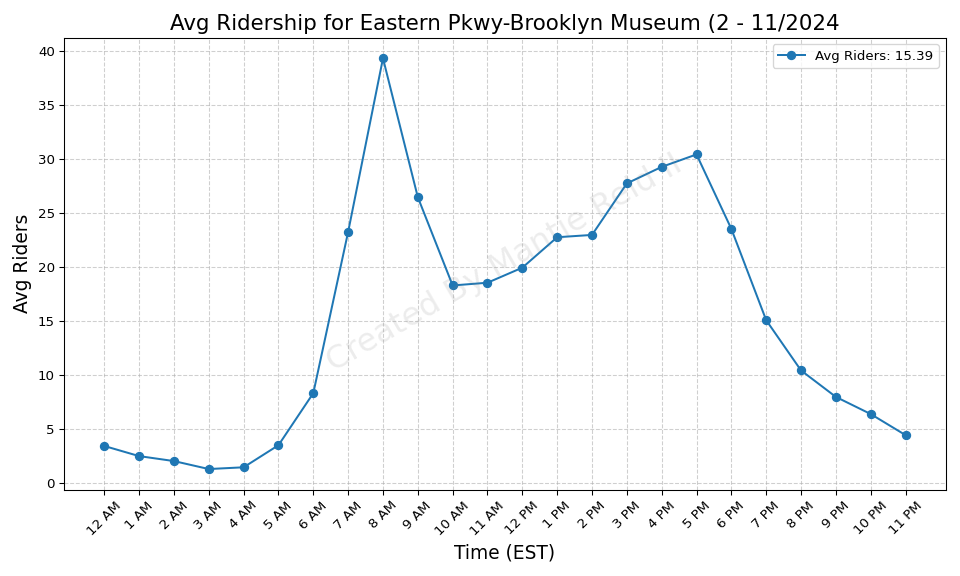 Avg Ridership for Eastern Pkwy-Brooklyn Museum (2 - 11/2024
Avg Riders: 15.39
Avg Riders
40
35
30
25
20
15
10
5
0
Created By Mantie Reid II
12 AM
1 AM
2 AM
3 AM
4 AM
5 AM
6 AM
7 AM
8 AM
9 AM
10 AM
11 AM
12 PM
1 PM
2 PM
3 PM
4 PM
5 PM
6 PM
7 PM
8 PM
9 PM
10 PM
11 PM
Time (EST)